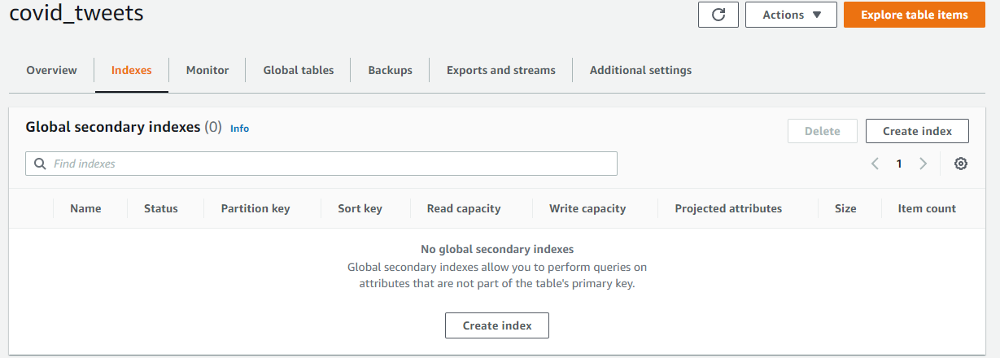 covid_tweets
Actions
Explore table items
Overview
Indexes
Monitor
Global tables
Backups
Exports and streams
Additional settings
Global secondary indexes (0) Info
Delete
Create index
Find indexes
1
Name
Status
Partition key
Sort key
Read capacity
Write capacity
Projected attributes
Size
Item count
No global secondary indexes
Global secondary indexes allow you to perform queries on
attributes that are not part of the table's primary key.
Create index